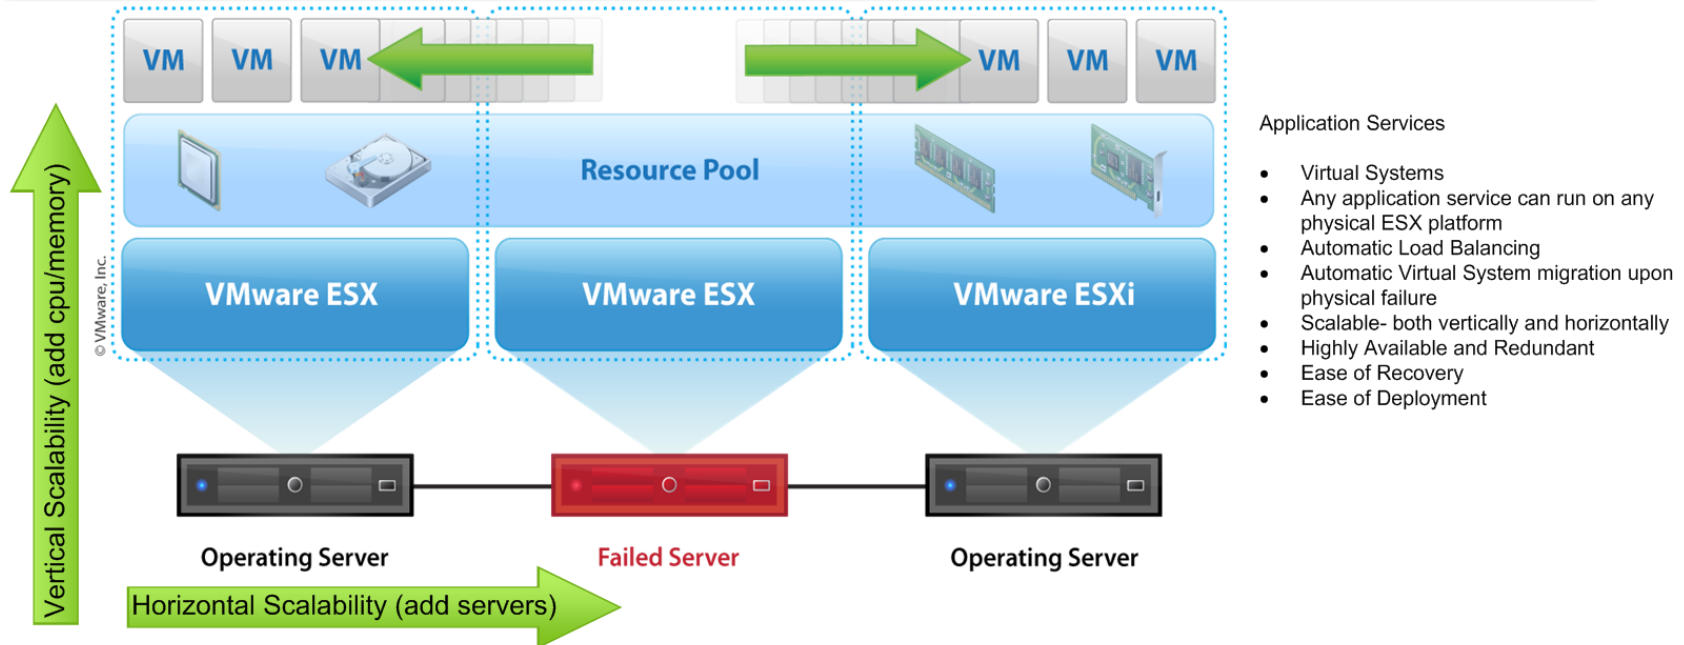 VM
VM
VM
VM
VM
VM
Resource Pool
VMware ESX
VMware ESX
VMware ESXi
© VMware, Inc.
Vertical Scalability (add cpu/memory)
Operating Server
Failed Server
Operating Server
Horizontal Scalability (add servers)
Application Services
• Virtual Systems
• Any application service can run on any
physical ESX platform
• Automatic Load Balancing
• Automatic Virtual System migration upon
physical failure
• Scalable- both vertically and horizontally
• Highly Available and Redundant
• Ease of Recovery
• Ease of Deployment